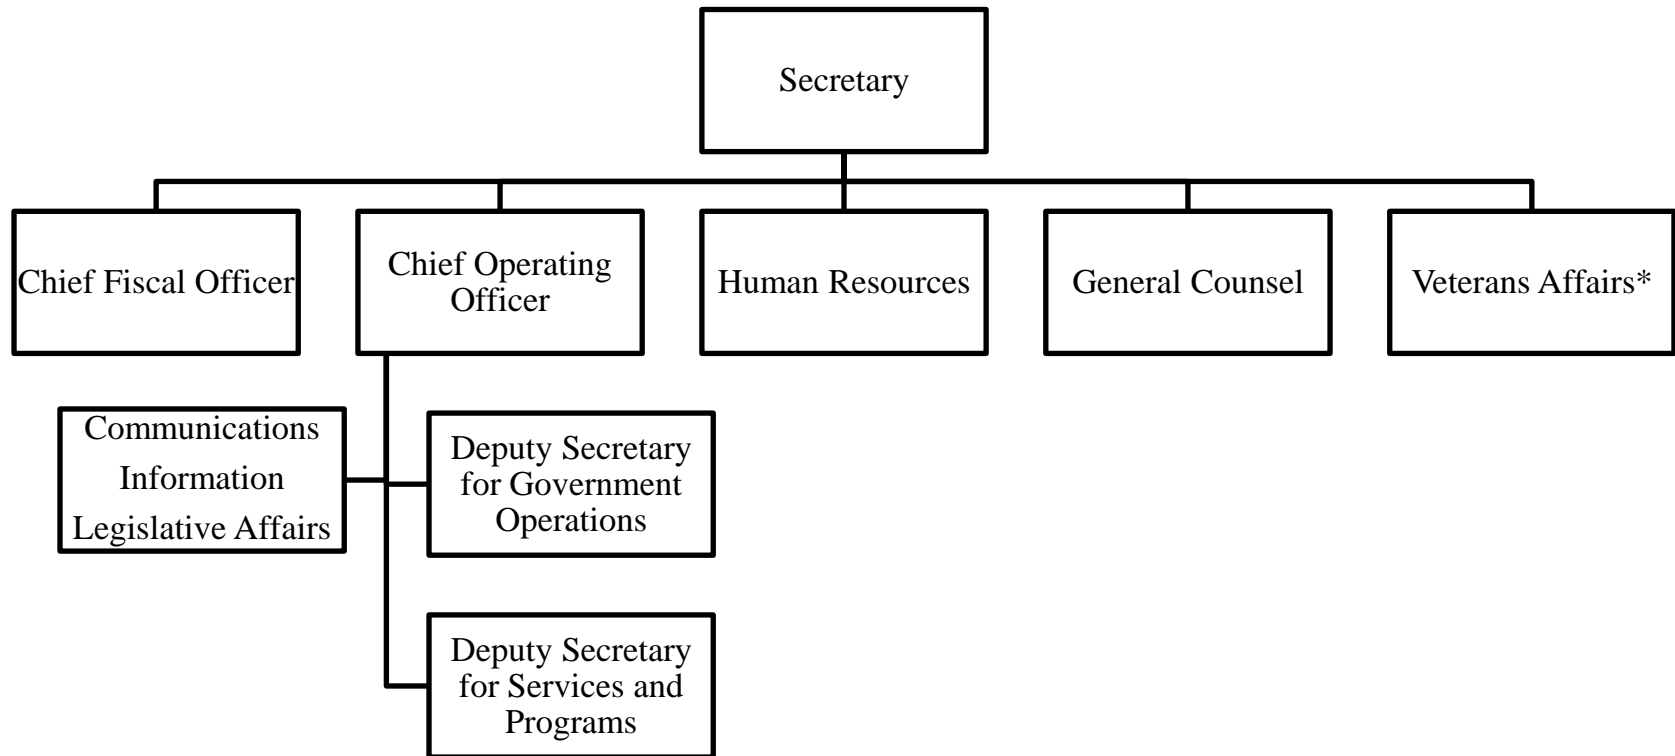 Secretary
Chief Fiscal Officer
Chief Operating
Officer
Human Resources
General Counsel
Veterans Affairs*
Communications
Information
Legislative Affairs
Deputy Secretary
for Government
Operations
Deputy Secretary
for Services and
Programs